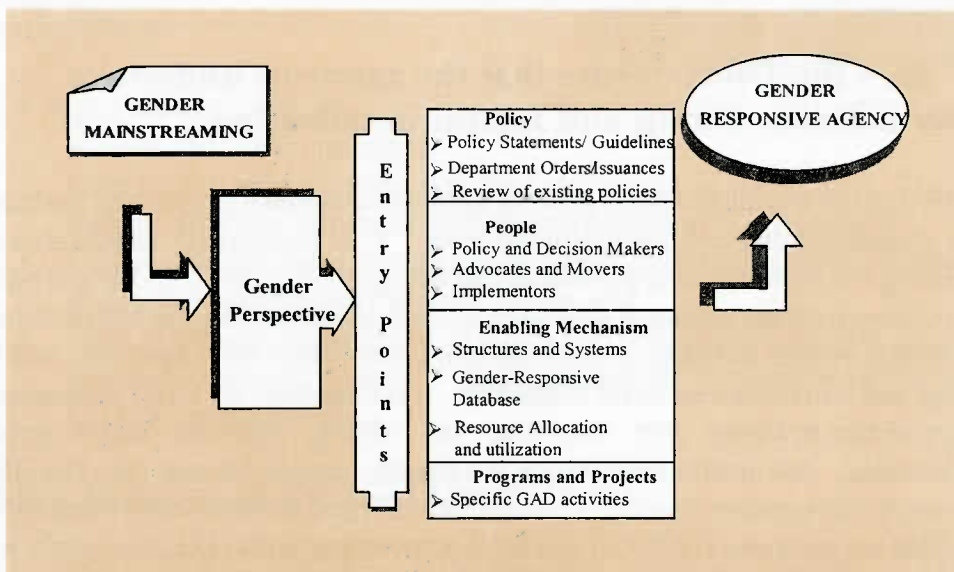 GENDER
MAINSTREAMING
Gender
Perspective
Entry Points
Policy
➢ Policy Statements/ Guidelines
➢ Department Orders/Issuances
➢ Review of existing policies
People
➢ Policy and Decision Makers
➢ Advocates and Movers
➢ Implementors
Enabling Mechanism
➢ Structures and Systems
➢ Gender-Responsive
Database
➢ Resource Allocation
and utilization
Programs and Projects
➢ Specific GAD activities
GENDER
RESPONSIVE AGENCY